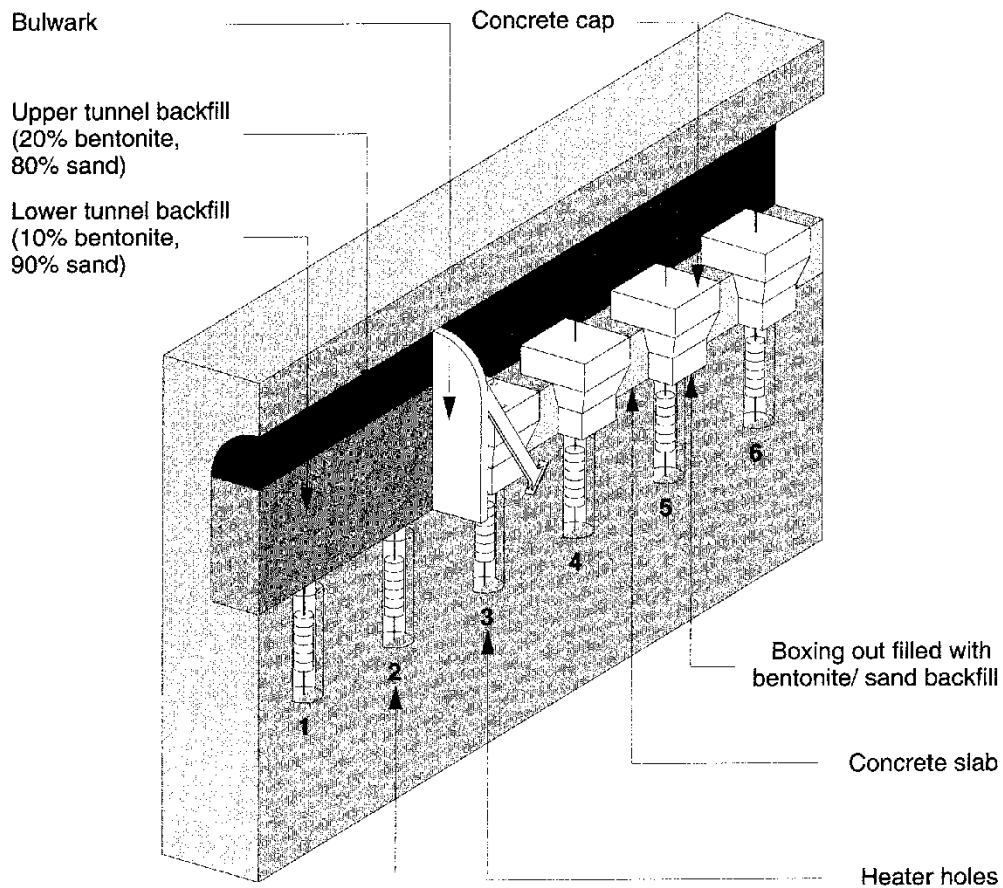 Bulwark
Concrete cap
Upper tunnel backfill
(20% bentonite,
80% sand)
Lower tunnel backfill
(10% bentonite,
90% sand)
6
5
4
3
2
1
Boxing out filled with
bentonite/ sand backfill
Concrete slab
Heater holes